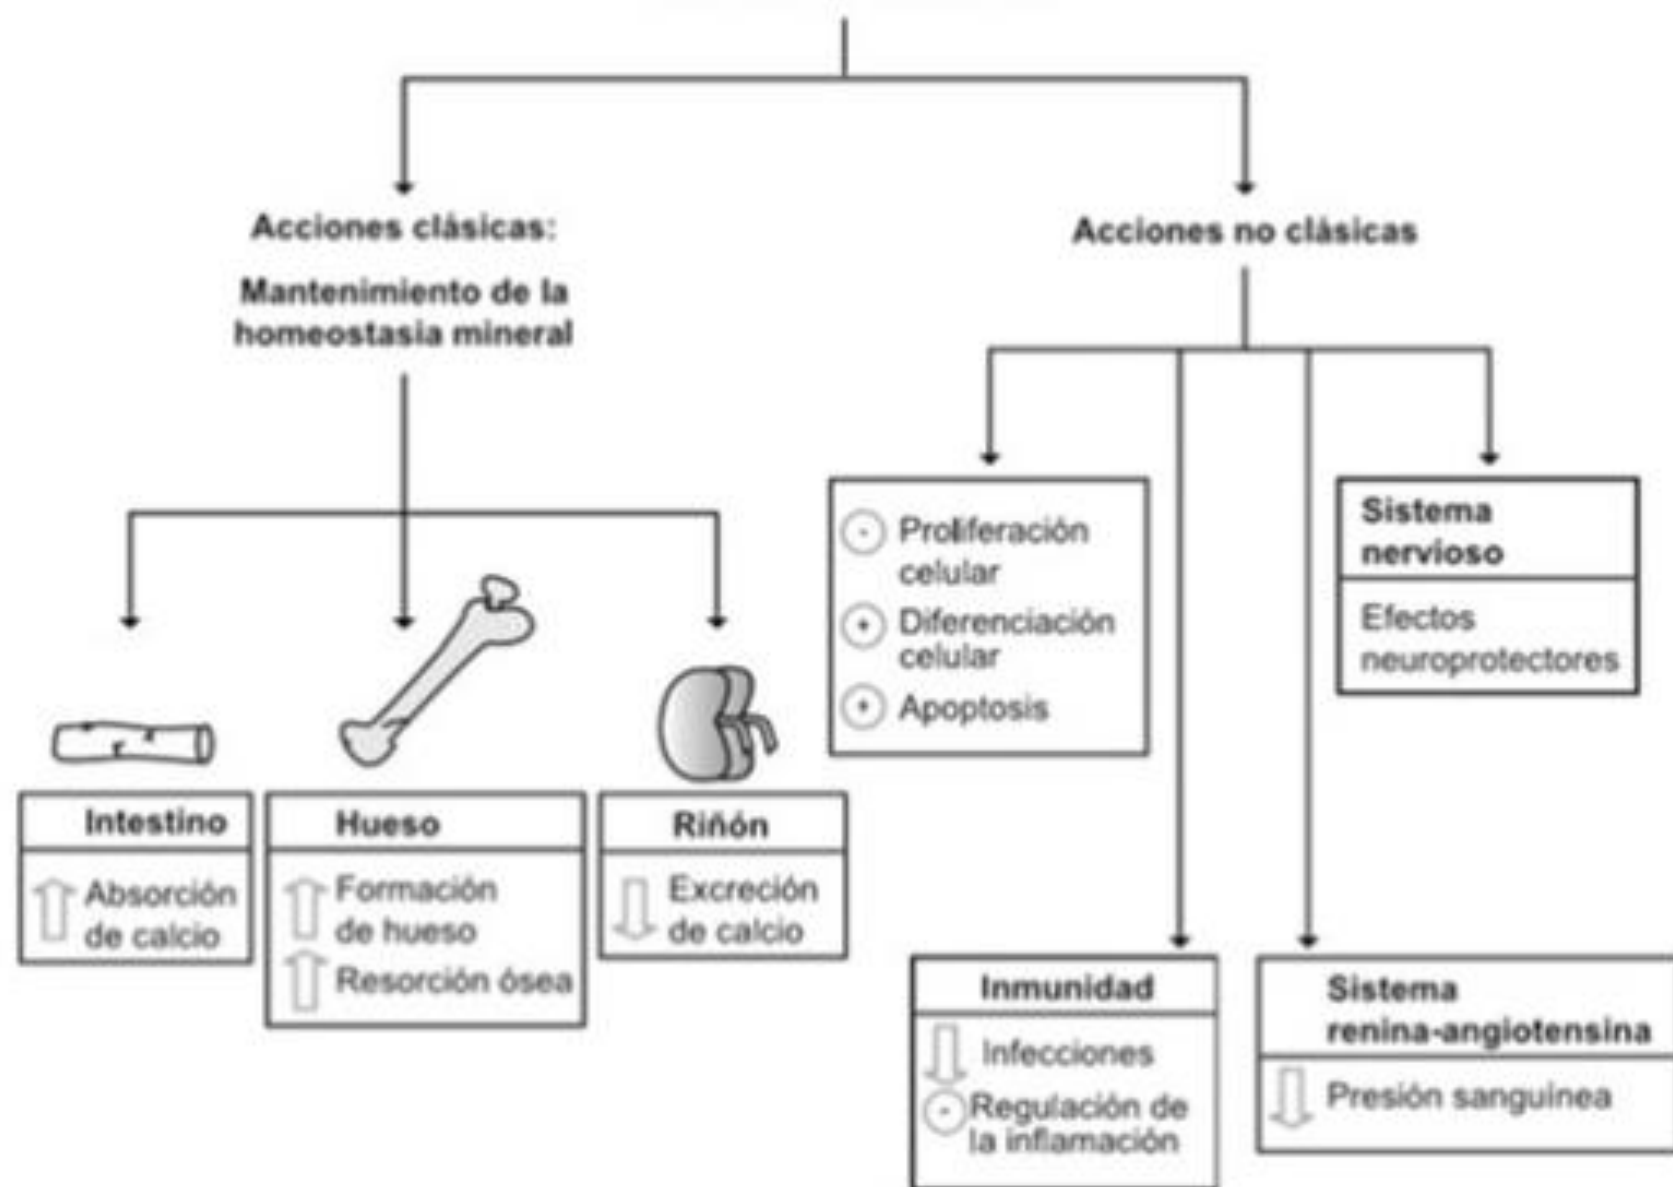 Acciones clásicas:
Mantenimiento de la
homeostasia mineral
Acciones no clásicas
- Proliferación
celular
+ Diferenciación
celular
+ Apoptosis
Sistema
nervioso
Efectos
neuroprotectores
Intestino
Absorción
de calcio
Hueso
Formación
de hueso
Resorción ósea
Riñón
Excreción
de calcio
Inmunidad
Infecciones
- Regulación de
la inflamación
Sistema
renina-angiotensina
Presión sanguínea